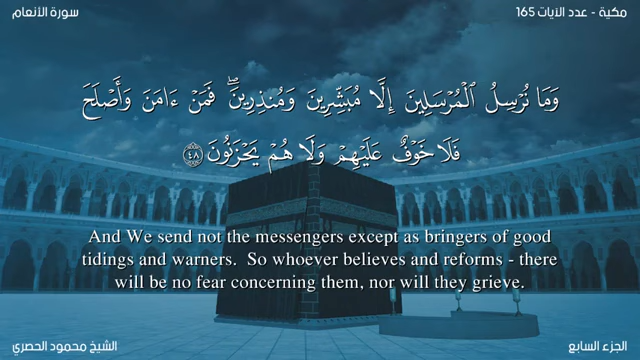 مكية - عدد الآيات 165
سورة الأنعام
وَمَا نُرْسِلُ ٱلْمُرْسَلِينَ إِلَّا مُبَشِّرِينَ وَمُنذِرِينَ ۖ فَمَنْ ءَامَنَ وَأَصْلَحَ
فَلَا خَوْفٌ عَلَيْهِمْ وَلَا هُمْ يَحْزَنُونَ ٤٨
And We send not the messengers except as bringers of good
tidings and warners.  So whoever believes and reforms - there
will be no fear concerning them, nor will they grieve.
الجزء السابع
الشيخ محمود الحصري